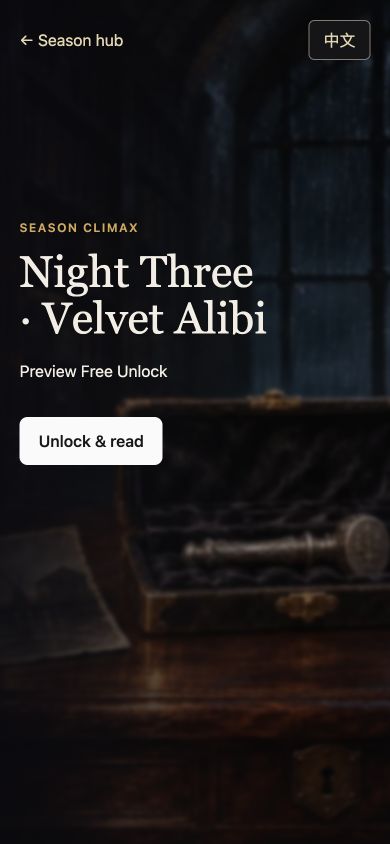 ← Season hub
中文
SEASON CLIMAX
Night Three
· Velvet Alibi
Preview Free Unlock
Unlock & read